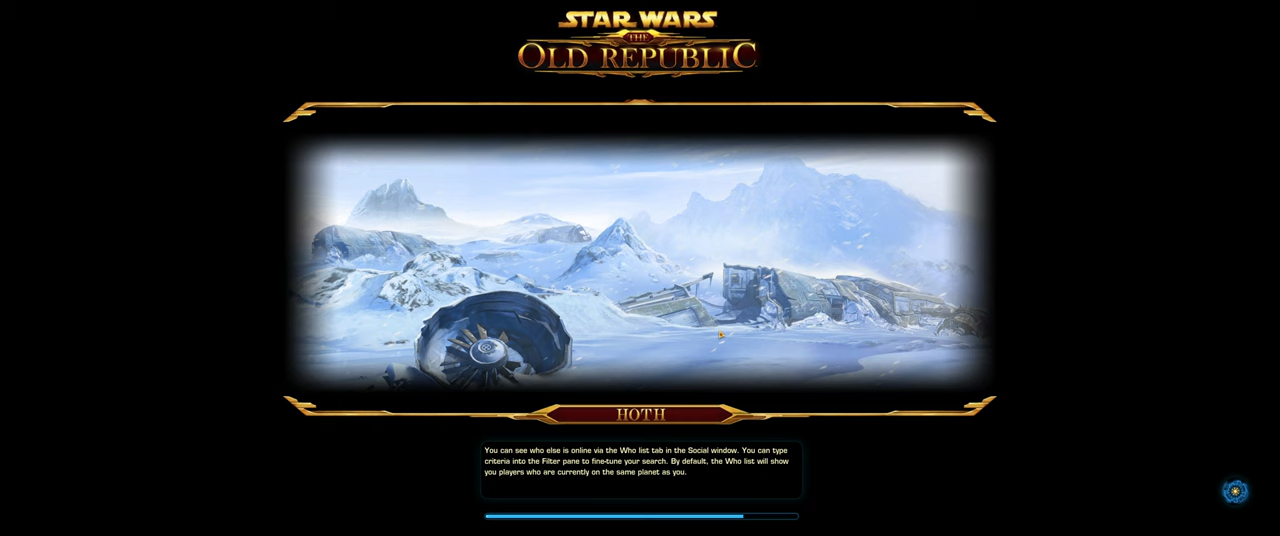 STAR WARS
THE
OLD REPUBLIC
HOTH
You can see who else is online via the Who list tab in the Social window. You can type
criteria into the Filter pane to fine-tune your search. By default, the Who list will show
you players who are currently on the same planet as you.